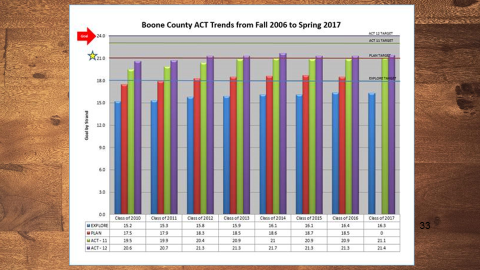 Boone County ACT Trends from Fall 2006 to Spring 2017
ACT 12 TARGET
24.0
ACT 11 TARGET
PLAN TARGET
21.0
EXPLORE TARGET
18.0
15.0
12.0
9.0
6.0
3.0
0.0
Goal by Strand
Class of 2010 Class of 2011 Class of 2012 Class of 2013 Class of 2014 Class of 2015 Class of 2016 Class of 2017
EXPLORE 15.2 15.3 15.8 15.9 16.1 16.1 16.4 16.3
PLAN 17.5 17.9 18.3 18.5 18.6 18.7 18.5 0
ACT - 11 19.5 19.9 20.4 20.9 21 20.9 20.9 21.1
ACT - 12 20.6 20.7 21.3 21.3 21.7 21.3 21.3 21.4
33